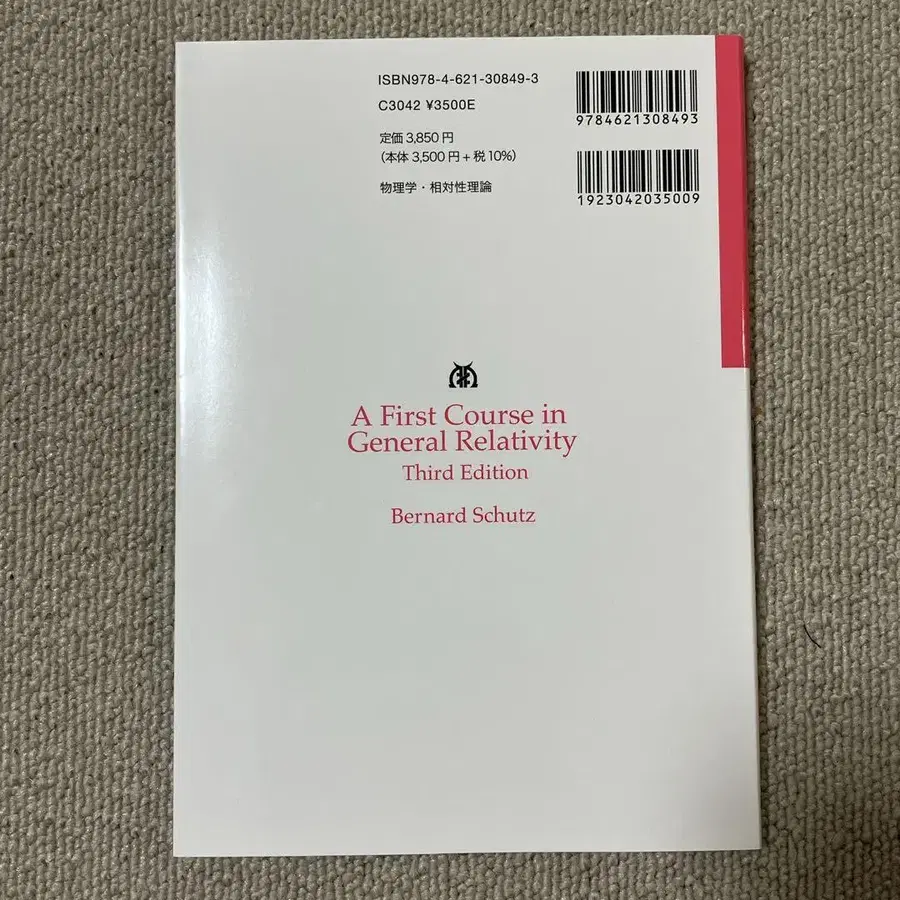 ISBN978-4-621-30849-3
C3042 ¥3500E
定価 3,850 円
(本体 3,500 円 + 税 10%)
物理学・相対性理論
9784621308493
1923042035009
A First Course in
General Relativity
Third Edition
Bernard Schutz